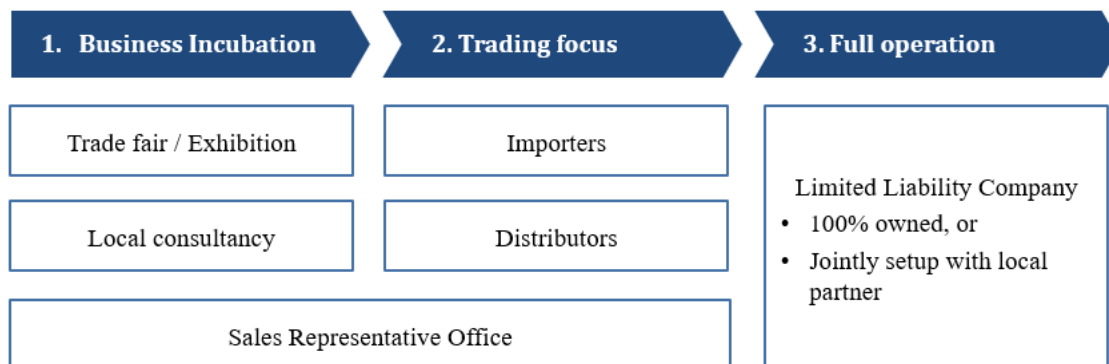 1. Business Incubation
2. Trading focus
3. Full operation
Trade fair / Exhibition
Importers
Local consultancy
Distributors
Sales Representative Office
Limited Liability Company
• 100% owned, or
• Jointly setup with local
partner